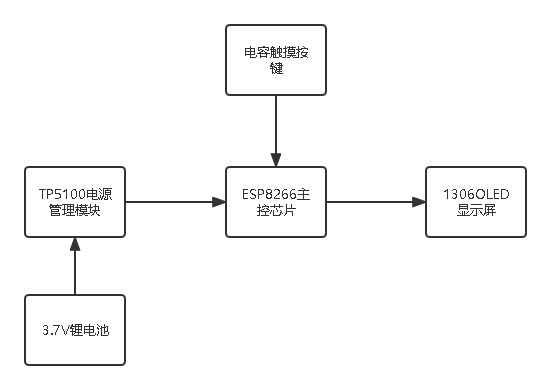 电容触摸按
键
TP5100电源
管理模块
ESP8266主
控芯片
1306OLED
显示屏
3.7V锂电池